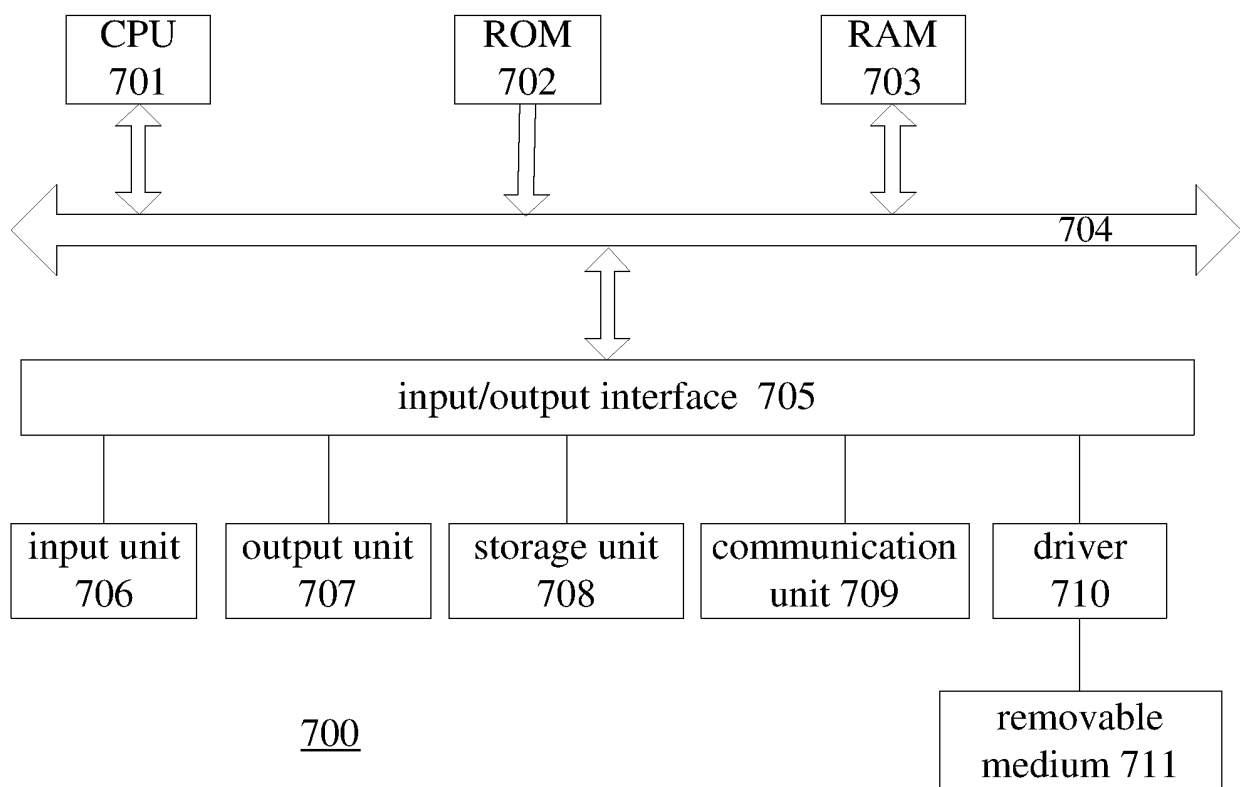 CPU
701
ROM
702
RAM
703
704
input/output interface 705
input unit
706
output unit
707
storage unit
708
communication
unit 709
driver
710
700
removable
medium 711